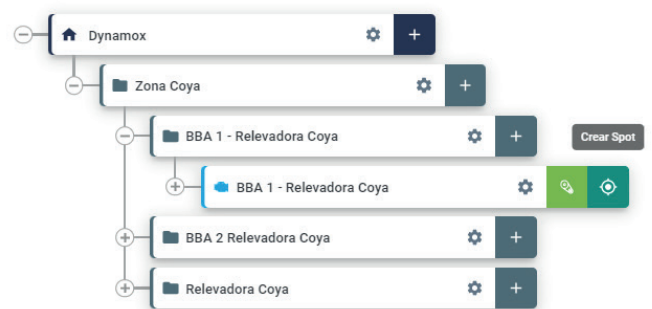 Dynamox
Zona Coya
BBA 1 - Relevadora Coya
Crear Spot
BBA 1 - Relevadora Coya
BBA 2 Relevadora Coya
Relevadora Coya